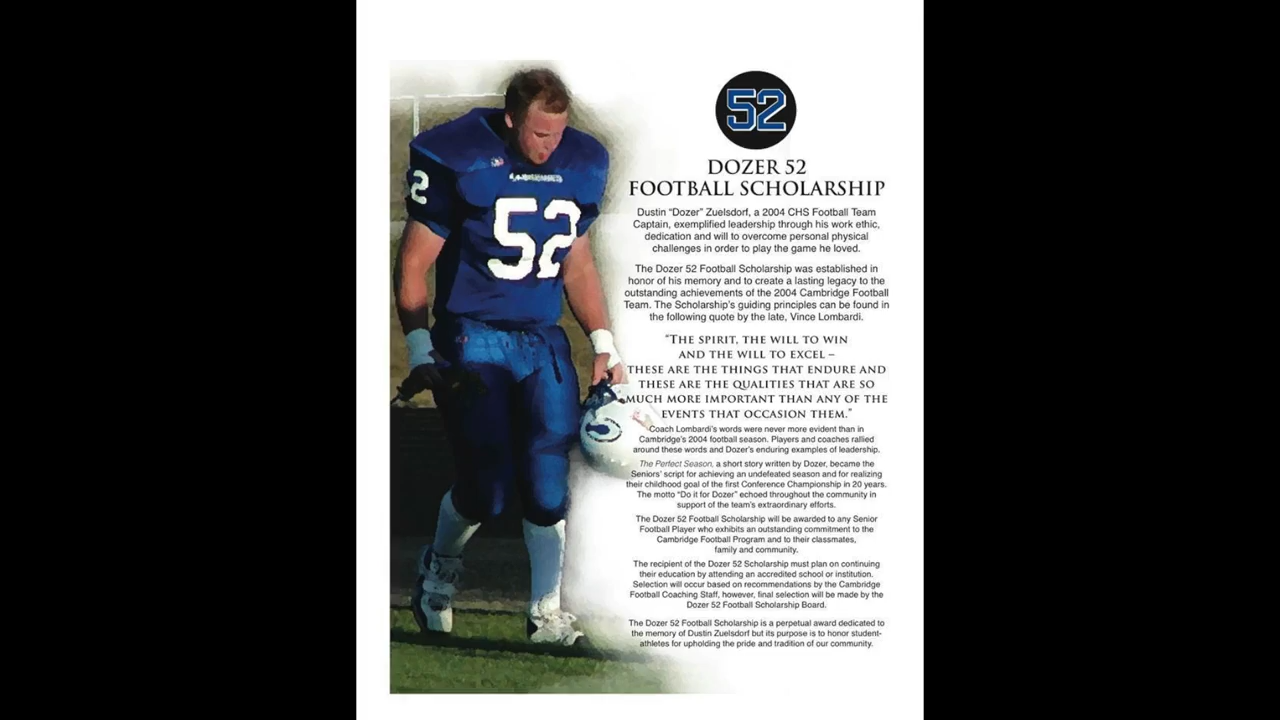 52
DOZER 52
FOOTBALL SCHOLARSHIP
Dustin “Dozer” Zuelsdorf, a 2004 CHS Football Team
Captain, exemplified leadership through his work ethic,
dedication and will to overcome personal physical
challenges in order to play the game he loved.
The Dozer 52 Football Scholarship was established in
honor of his memory and to create a lasting legacy to the
outstanding achievements of the 2004 Cambridge Football
Team. The Scholarship’s guiding principles can be found in
the following quote by the late, Vince Lombardi.
“THE SPIRIT, THE WILL TO WIN
AND THE WILL TO EXCEL –
THESE ARE THE THINGS THAT ENDURE AND
THESE ARE THE QUALITIES THAT ARE SO
MUCH MORE IMPORTANT THAN ANY OF THE
EVENTS THAT OCCASION THEM.”
Coach Lombardi’s words were never more evident than in
Cambridge’s 2004 football season. Players and coaches rallied
around these words and Dozer’s enduring examples of leadership.
The Perfect Season, a short story written by Dozer, became the
Seniors’ script for achieving an undefeated season and for realizing
their childhood goal of the first Conference Championship in 20 years.
The motto “Do it for Dozer” echoed throughout the community in
support of the team’s extraordinary efforts.
The Dozer 52 Football Scholarship will be awarded to any Senior
Football Player who exhibits an outstanding commitment to the
Cambridge Football Program and to their classmates,
family and community.
The recipient of the Dozer 52 Scholarship must plan on continuing
their education by attending an accredited school or institution.
Selection will occur based on recommendations by the Cambridge
Football Coaching Staff, however, final selection will be made by the
Dozer 52 Football Scholarship Board.
The Dozer 52 Football Scholarship is a perpetual award dedicated to
the memory of Dustin Zuelsdorf but its purpose is to honor student-
athletes for upholding the pride and tradition of our community.
2
52